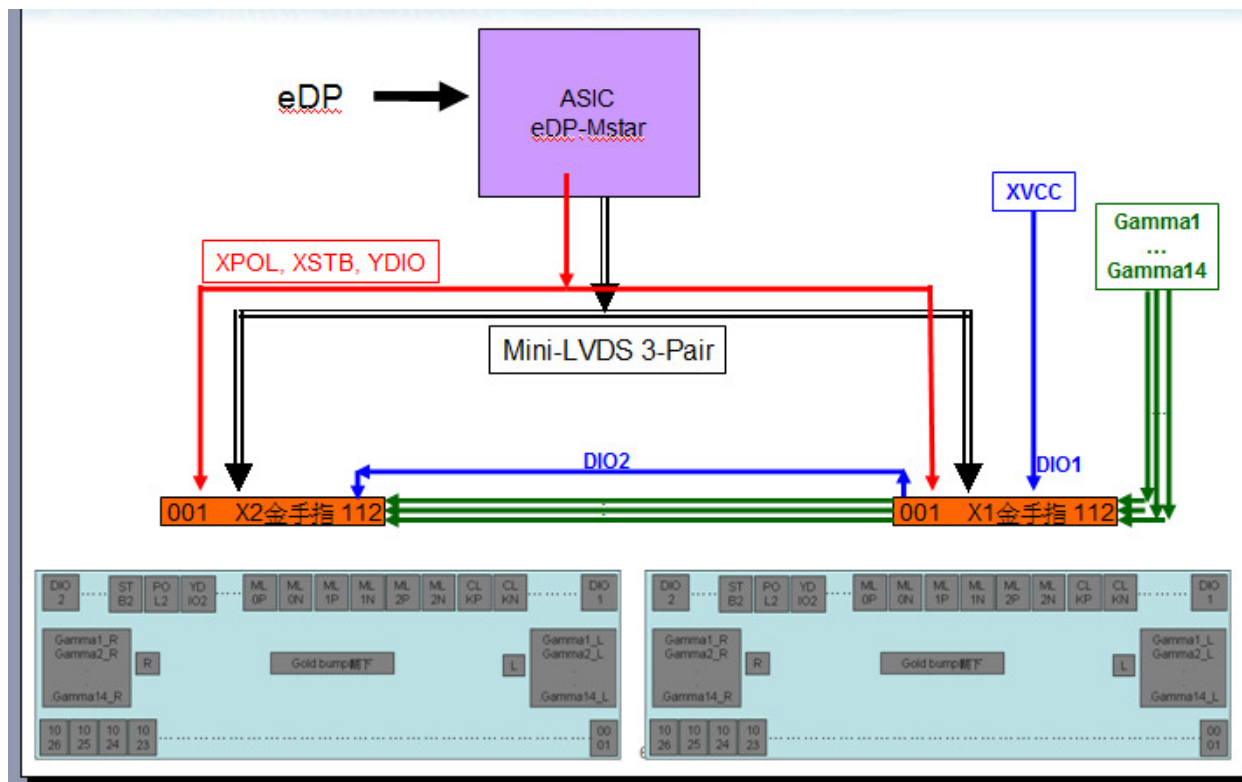 eDP
ASIC
eDP-Mstar
XVCC
Gamma1
...
Gamma14
XPOL, XSTB, YDIO
Mini-LVDS 3-Pair
DIO2
DIO1
001 X2金手指 112
001 X1金手指 112
DIO
2
......
ST
B2
PO
L2
YD
IO2
......
ML
0P
ML
0N
ML
1P
ML
1N
ML
2P
ML
2N
CL
KP
CL
KN
........
DIO
1
Gamma1_R
Gamma2_R
.
.
.Gamma14_R
R
Gold bump朝下
L
Gamma1_L
Gamma2_L
.
.
.Gamma14_L
10
26
10
25
10
24
10
23
00
01
DIO
2
......
ST
B2
PO
L2
YD
IO2
......
ML
0P
ML
0N
ML
1P
ML
1N
ML
2P
ML
2N
CL
KP
CL
KN
........
DIO
1
Gamma1_R
Gamma2_R
.
.
.Gamma14_R
R
Gold bump朝下
L
Gamma1_L
Gamma2_L
.
.
.Gamma14_L
10
26
10
25
10
24
10
23
00
01